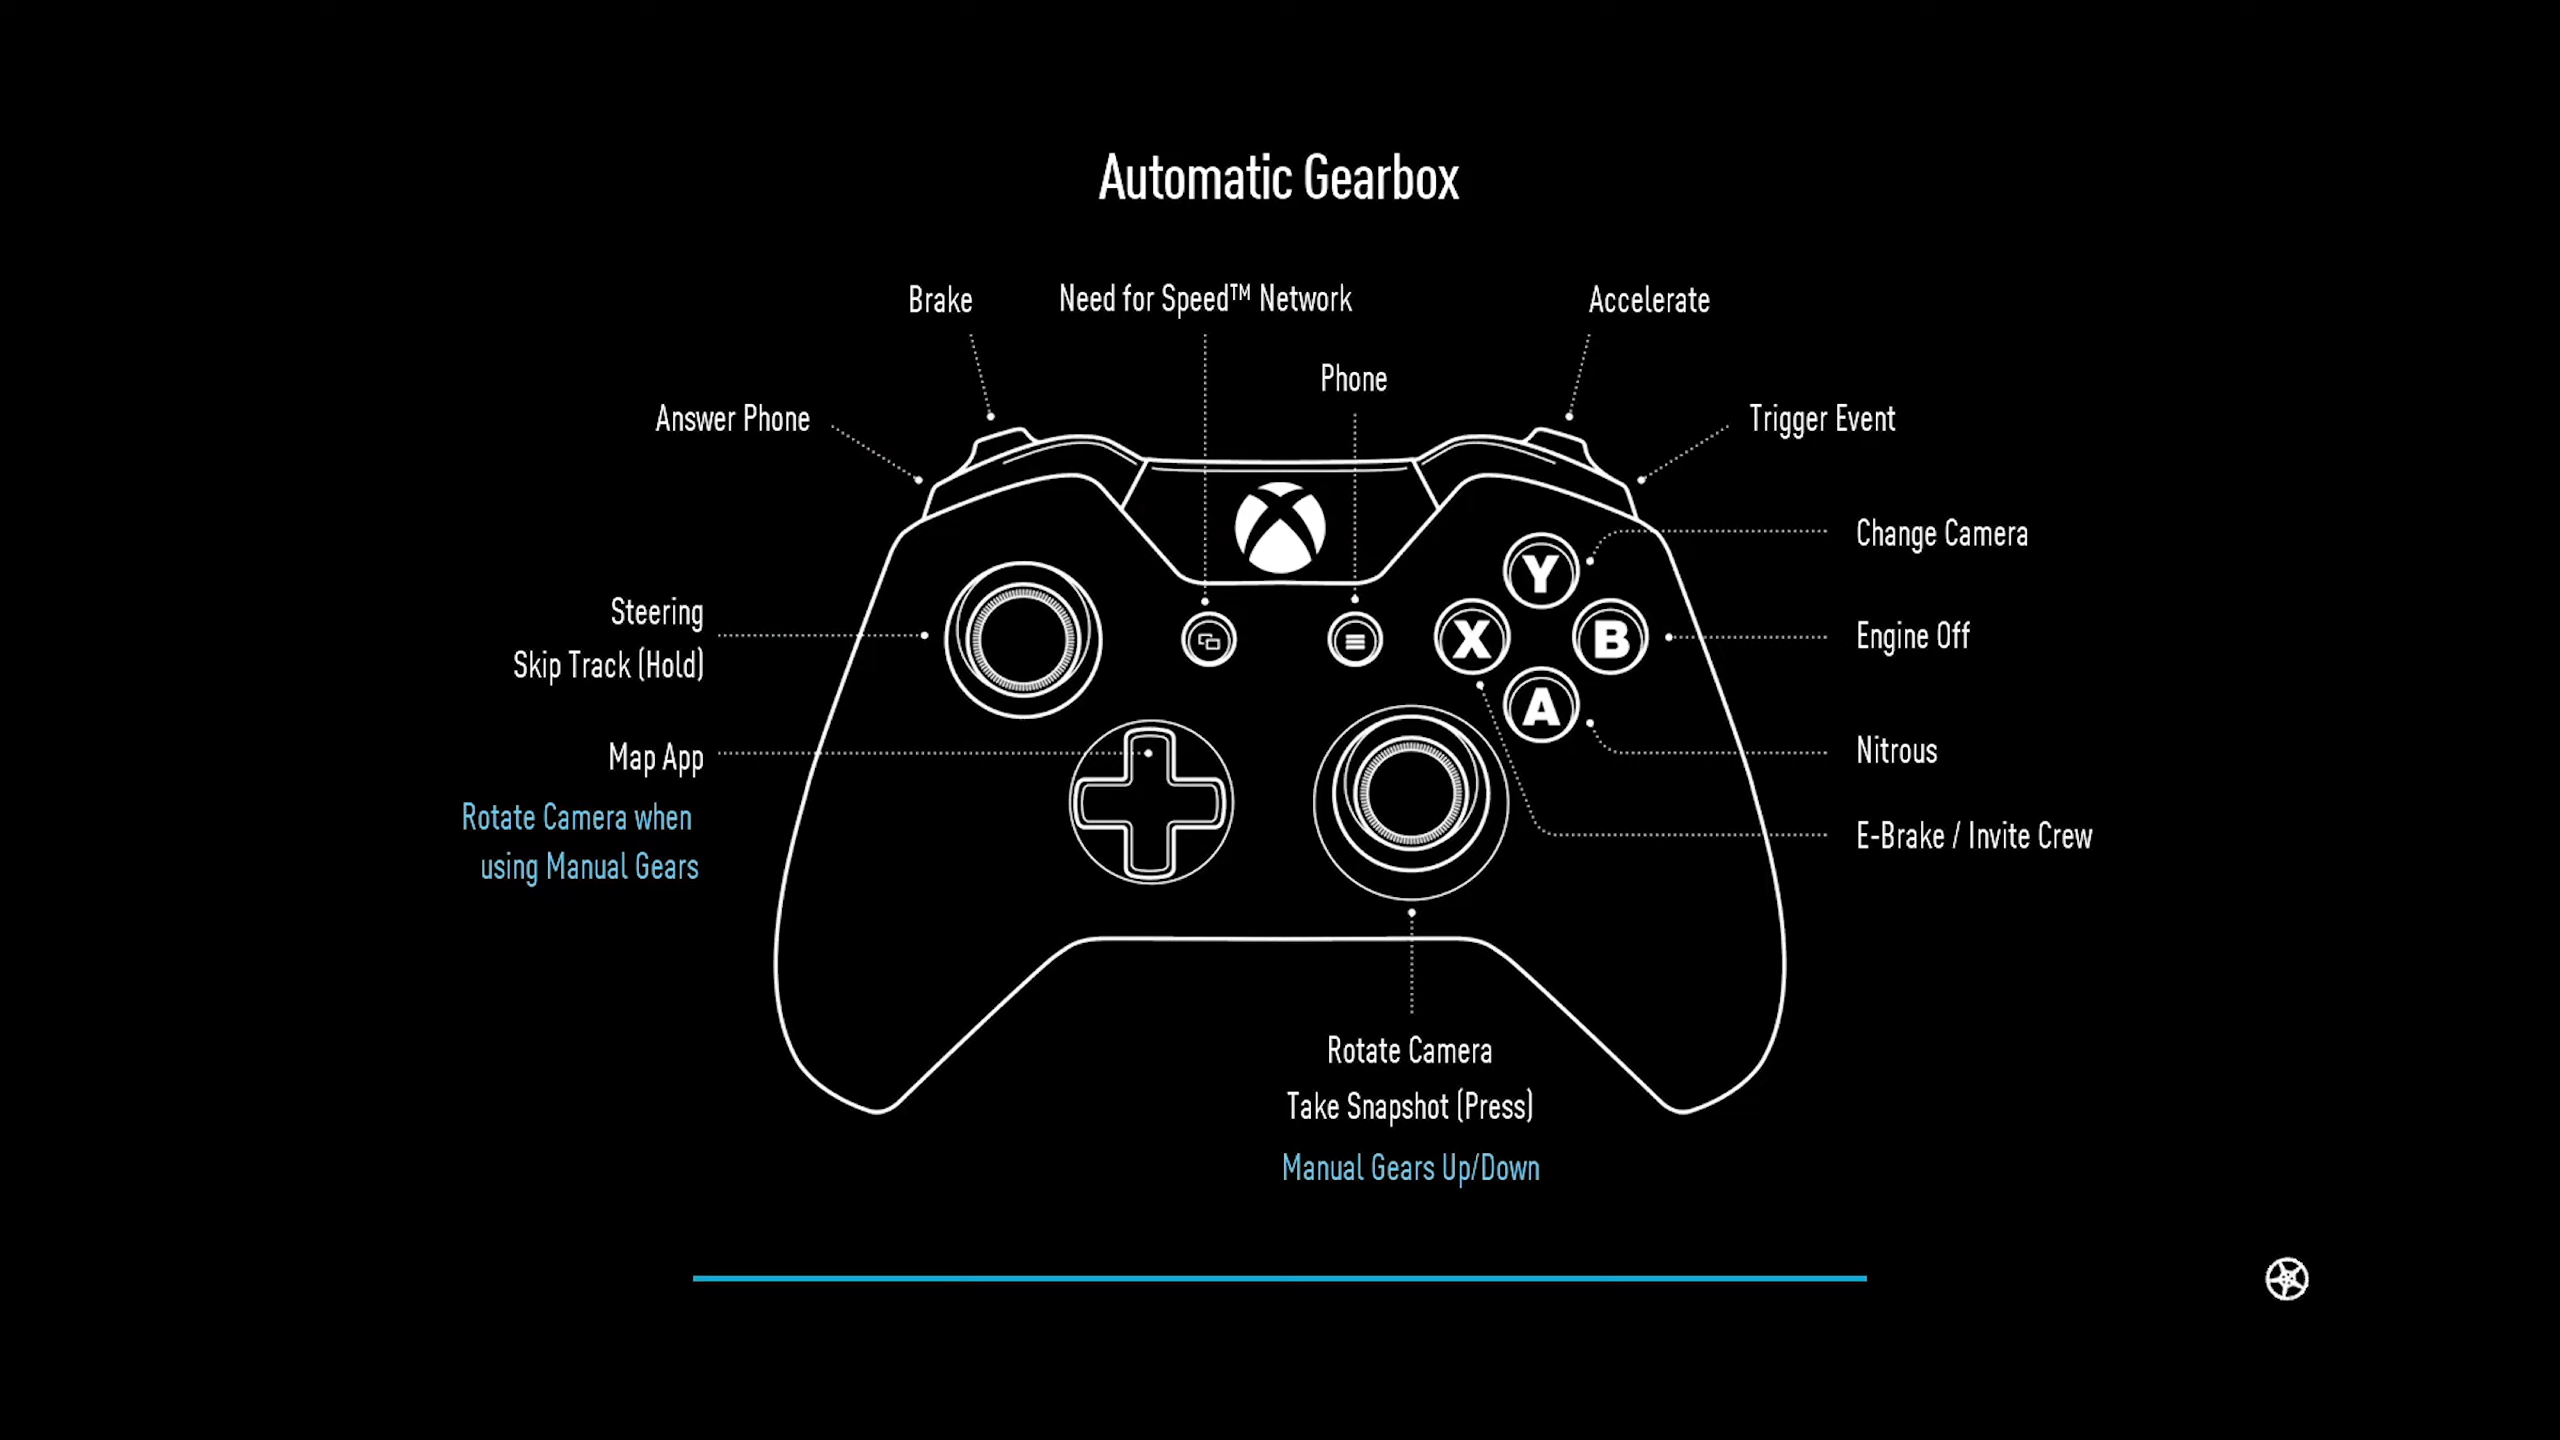 Automatic Gearbox
Brake
Need for Speed™ Network
Accelerate
Phone
Answer Phone
Trigger Event
Change Camera
Y
Steering
X
B
Engine Off
Skip Track (Hold)
A
Map App
Nitrous
Rotate Camera when
using Manual Gears
E-Brake / Invite Crew
Rotate Camera
Take Snapshot (Press)
Manual Gears Up/Down